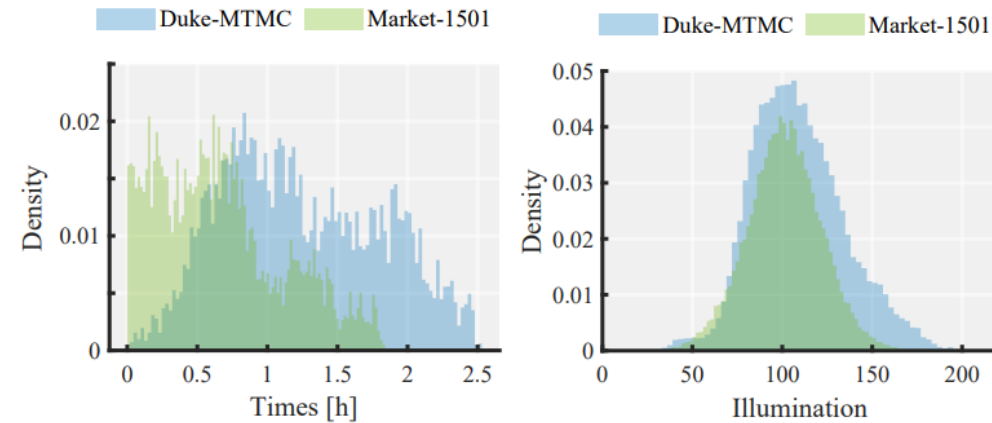 Duke-MTMC Market-1501
0.02
0.01
0
Density
0 0.5 1 1.5 2 2.5
Times [h]
Duke-MTMC Market-1501
0.05
0.04
0.03
0.02
0.01
0
Density
0 50 100 150 200
Illumination